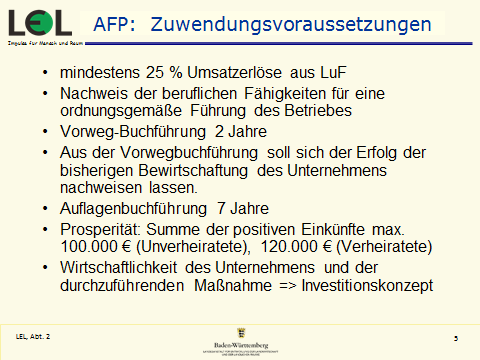 LEL
Impulse für Mensch und Raum
AFP: Zuwendungsvoraussetzungen
• mindestens 25 % Umsatzerlöse aus LuF
• Nachweis der beruflichen Fähigkeiten für eine
ordnungsgemäße Führung des Betriebes
• Vorweg-Buchführung 2 Jahre
• Aus der Vorwegbuchführung soll sich der Erfolg der
bisherigen Bewirtschaftung des Unternehmens
nachweisen lassen.
• Auflagenbuchführung 7 Jahre
• Prosperität: Summe der positiven Einkünfte max.
100.000 € (Unverheiratete), 120.000 € (Verheiratete)
• Wirtschaftlichkeit des Unternehmens und der
durchzuführenden Maßnahme => Investitionskonzept
LEL, Abt. 2
Baden-Württemberg
5